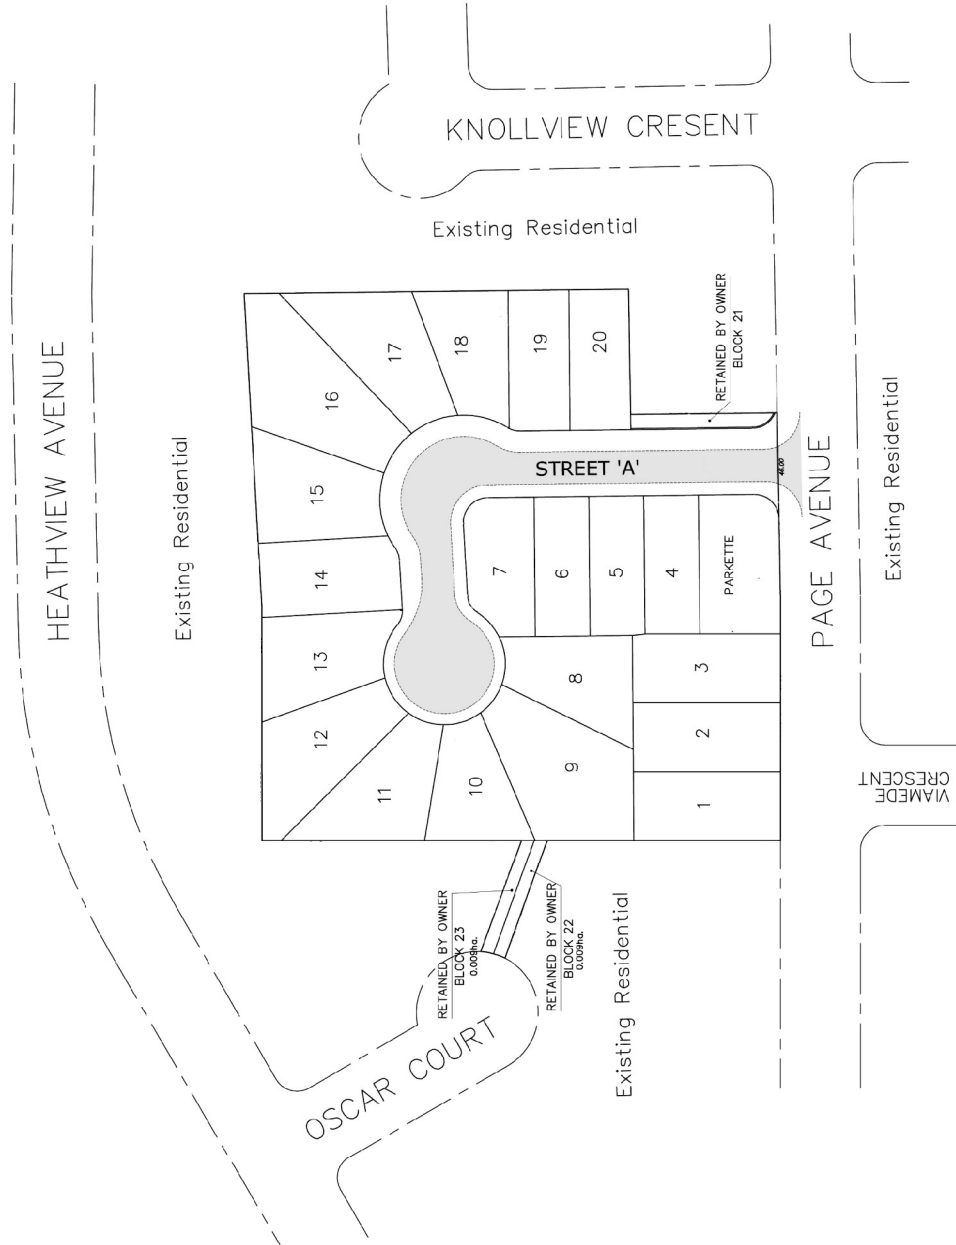 KNOLLVIEW CRESENT
Existing Residential
HEATHVIEW AVENUE
Existing Residential
RETAINED BY OWNER
BLOCK 21
16
17
18
19
20
15
STREET 'A'
PAGE AVENUE
Existing Residential
14
7
6
5
4
PARKETTE
13
8
3
12
9
2
11
10
1
VIAMEDE
CRESCENT
RETAINED BY OWNER
BLOCK 23
0.009ha.
RETAINED BY OWNER
BLOCK 22
0.009ha.
Existing Residential
OSCAR COURT